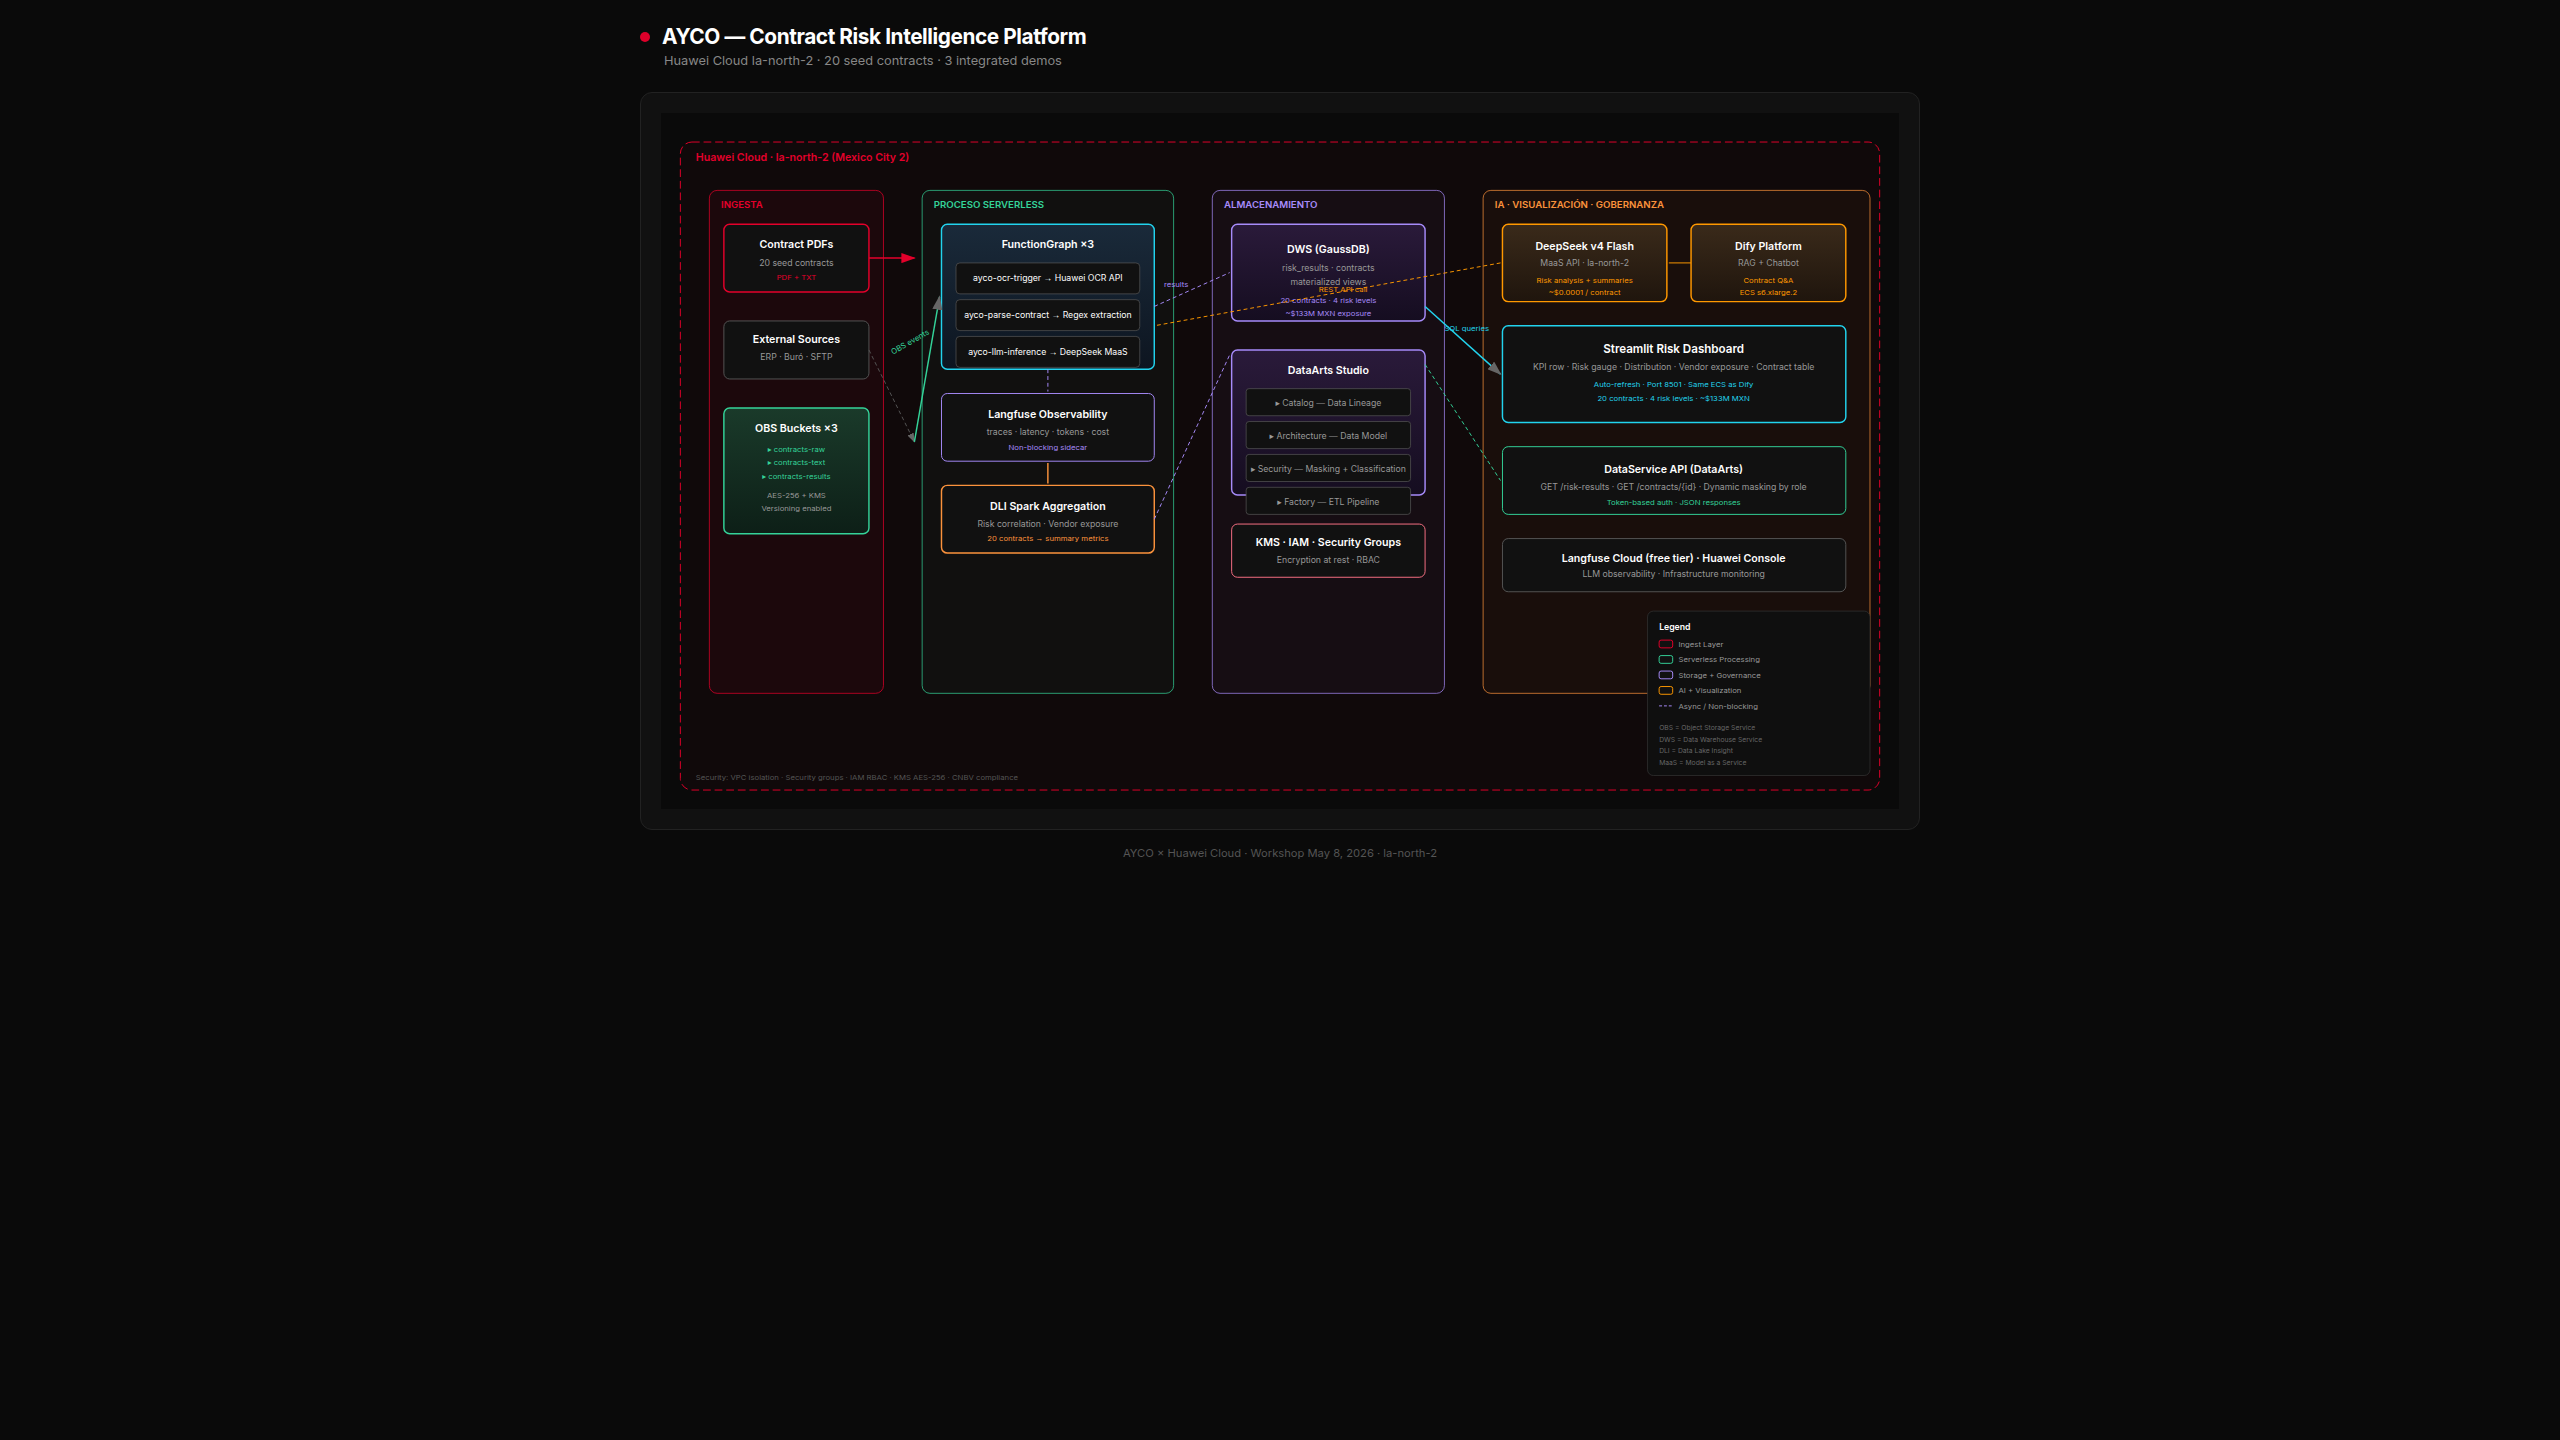 AYCO — Contract Risk Intelligence Platform
Huawei Cloud la-north-2 · 20 seed contracts · 3 integrated demos
Huawei Cloud · la-north-2 (Mexico City 2)
INGESTA
Contract PDFs
20 seed contracts
PDF + TXT
External Sources
ERP · Buró · SFTP
OBS Buckets ×3
▸ contracts-raw
▸ contracts-text
▸ contracts-results
AES-256 + KMS
Versioning enabled
OBS events
PROCESO SERVERLESS
FunctionGraph ×3
ayco-ocr-trigger → Huawei OCR API
ayco-parse-contract → Regex extraction
ayco-llm-inference → DeepSeek MaaS
Langfuse Observability
traces · latency · tokens · cost
Non-blocking sidecar
DLI Spark Aggregation
Risk correlation · Vendor exposure
20 contracts → summary metrics
results
ALMACENAMIENTO
DWS (GaussDB)
risk_results · contracts
materialized views
REST API call
20 contracts · 4 risk levels
~$133M MXN exposure
DataArts Studio
▸ Catalog — Data Lineage
▸ Architecture — Data Model
▸ Security — Masking + Classification
▸ Factory — ETL Pipeline
KMS · IAM · Security Groups
Encryption at rest · RBAC
SQL queries
IA · VISUALIZACIÓN · GOBERNANZA
DeepSeek v4 Flash
MaaS API · la-north-2
Risk analysis + summaries
~$0.0001 / contract
Dify Platform
RAG + Chatbot
Contract Q&A
ECS s6.xlarge.2
Streamlit Risk Dashboard
KPI row · Risk gauge · Distribution · Vendor exposure · Contract table
Auto-refresh · Port 8501 · Same ECS as Dify
20 contracts · 4 risk levels · ~$133M MXN
DataService API (DataArts)
GET /risk-results · GET /contracts/{id} · Dynamic masking by role
Token-based auth · JSON responses
Langfuse Cloud (free tier) · Huawei Console
LLM observability · Infrastructure monitoring
Legend
Ingest Layer
Serverless Processing
Storage + Governance
AI + Visualization
Async / Non-blocking
OBS = Object Storage Service
DWS = Data Warehouse Service
DLI = Data Lake Insight
MaaS = Model as a Service
Security: VPC isolation · Security groups · IAM RBAC · KMS AES-256 · CNBV compliance
AYCO × Huawei Cloud · Workshop May 8, 2026 · la-north-2